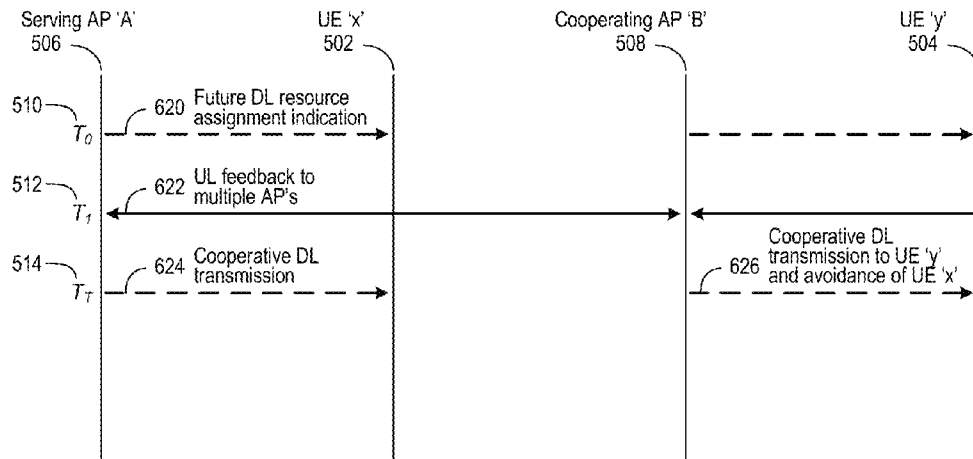 Serving AP 'A'
506
UE 'x'
502
Cooperating AP 'B'
508
UE 'y'
504
510
T0
620
Future DL resource
assignment indication
512
T1
622
UL feedback to
multiple AP's
514
TT
624
Cooperative DL
transmission
626
Cooperative DL
transmission to UE 'y'
and avoidance of UE 'x'